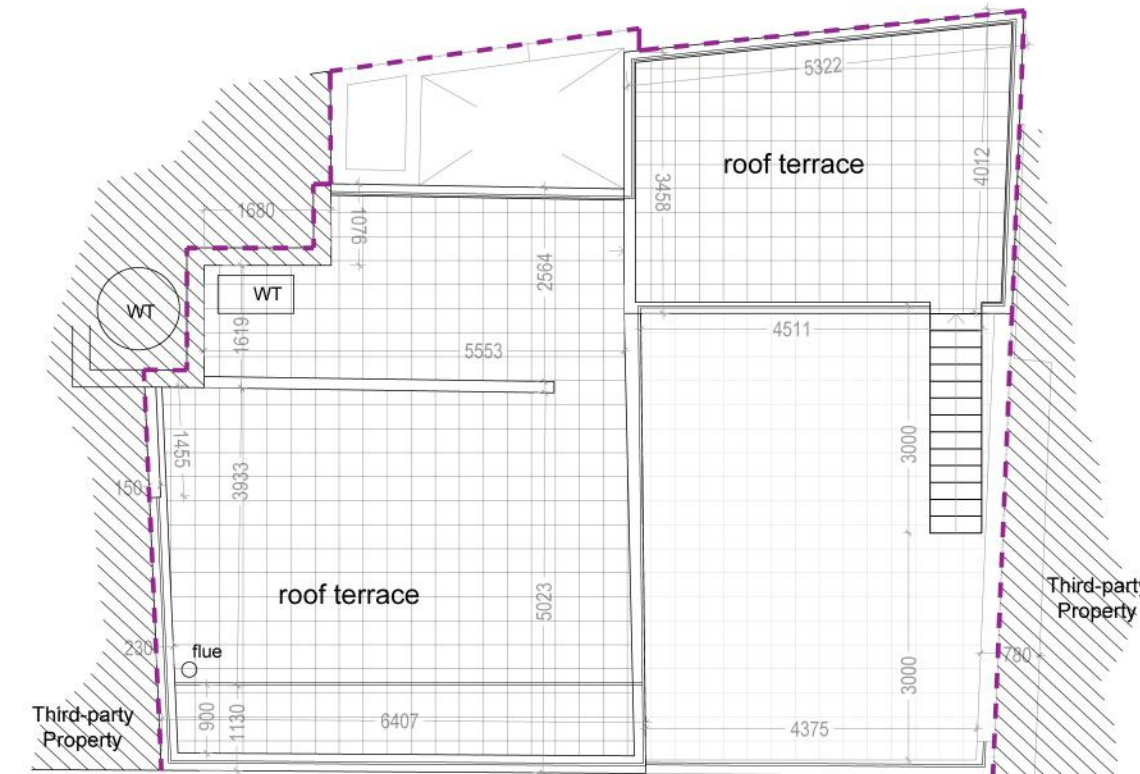 5322
roof terrace
4012
3458
1680
1076
2564
WT
WT
1619
4511
5553
1455
3000
3933
150
roof terrace
5023
Third-party
Property
230
flue
780
3000
900
1130
6407
4375
Third-party
Property